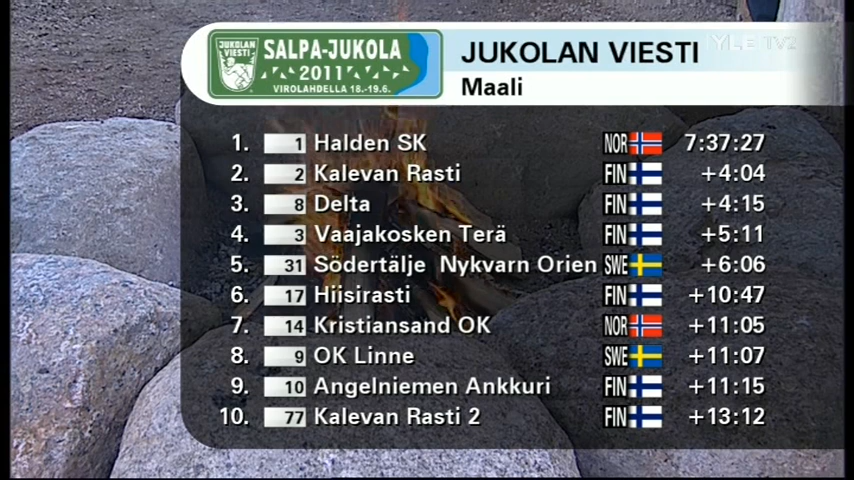 JUKOLAN VIESTI
SALPA-JUKOLA
2011
VIROLAHDELLA 18.-19.6.
JUKOLAN VIESTI
YLE TV2
Maali
1. 1 Halden SK NOR 7:37:27
2. 2 Kalevan Rasti FIN +4:04
3. 8 Delta FIN +4:15
4. 3 Vaajakosken Terä FIN +5:11
5. 31 Södertälje Nykvarn Orien SWE +6:06
6. 17 Hiisirasti FIN +10:47
7. 14 Kristiansand OK NOR +11:05
8. 9 OK Linne SWE +11:07
9. 10 Angelniemen Ankkuri FIN +11:15
10. 77 Kalevan Rasti 2 FIN +13:12